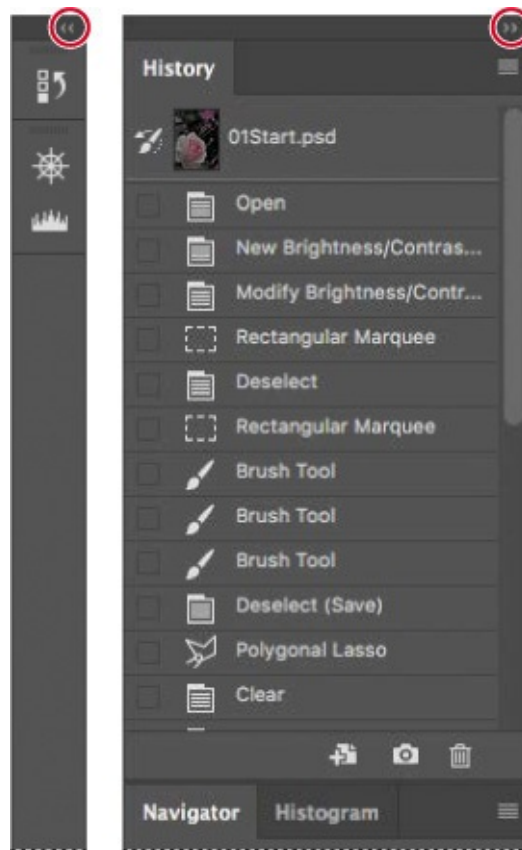 History
01Start.psd
Open
New Brightness/Contras...
Modify Brightness/Contr...
Rectangular Marquee
Deselect
Rectangular Marquee
Brush Tool
Brush Tool
Brush Tool
Deselect (Save)
Polygonal Lasso
Clear
Navigator Histogram